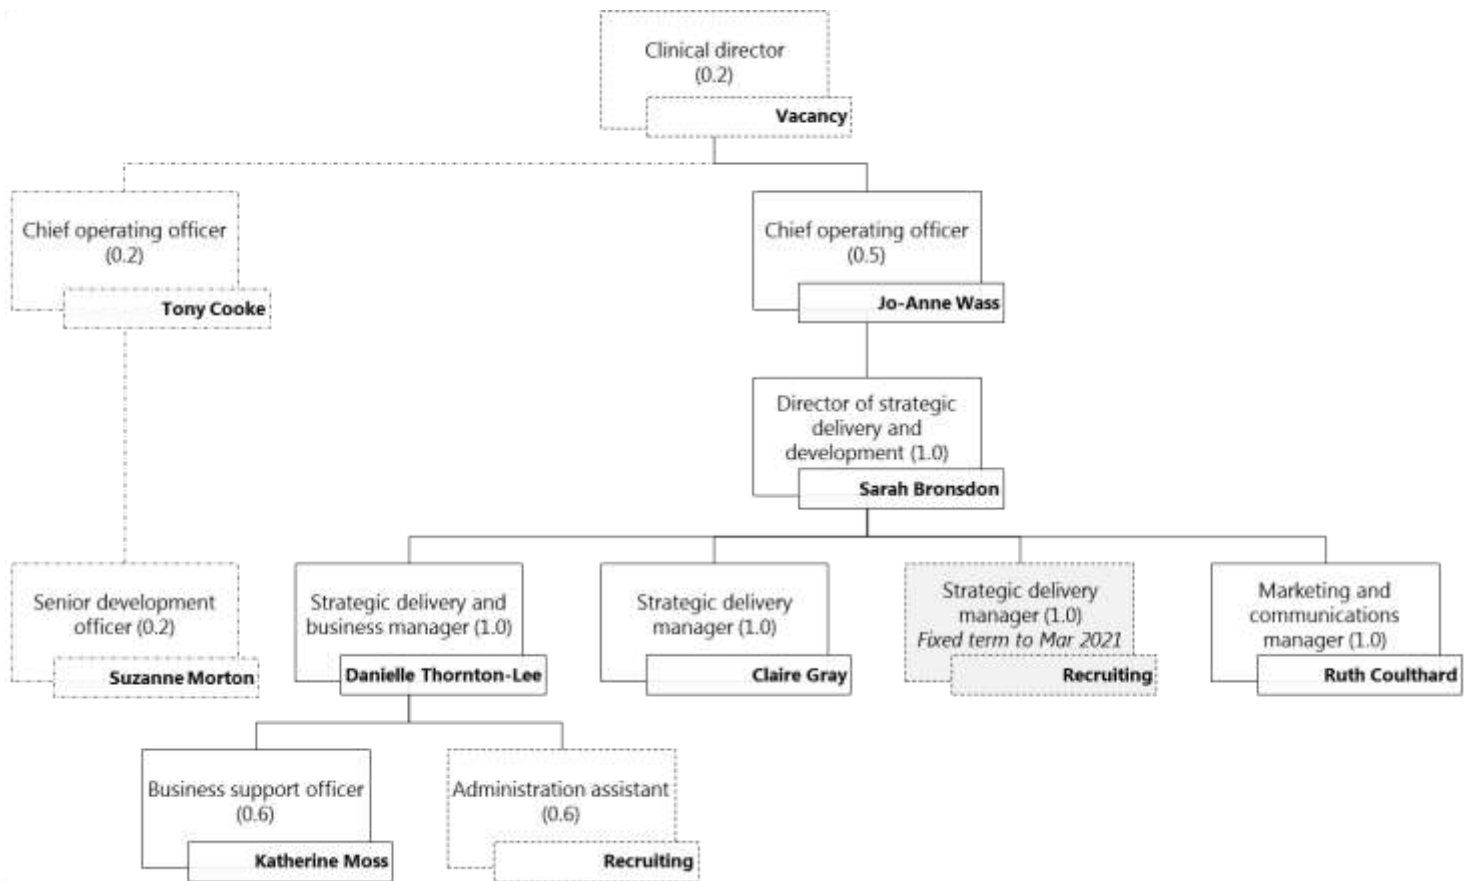 Clinical director
(0.2)
Vacancy
Chief operating officer
(0.2)
Tony Cooke
Chief operating officer
(0.5)
Jo-Anne Wass
Director of strategic
delivery and
development (1.0)
Sarah Bronsdon
Senior development
officer (0.2)
Suzanne Morton
Strategic delivery and
business manager (1.0)
Danielle Thornton-Lee
Strategic delivery
manager (1.0)
Claire Gray
Strategic delivery
manager (1.0)
Fixed term to Mar 2021
Recruiting
Marketing and
communications
manager (1.0)
Ruth Coulthard
Business support officer
(0.6)
Katherine Moss
Administration assistant
(0.6)
Recruiting